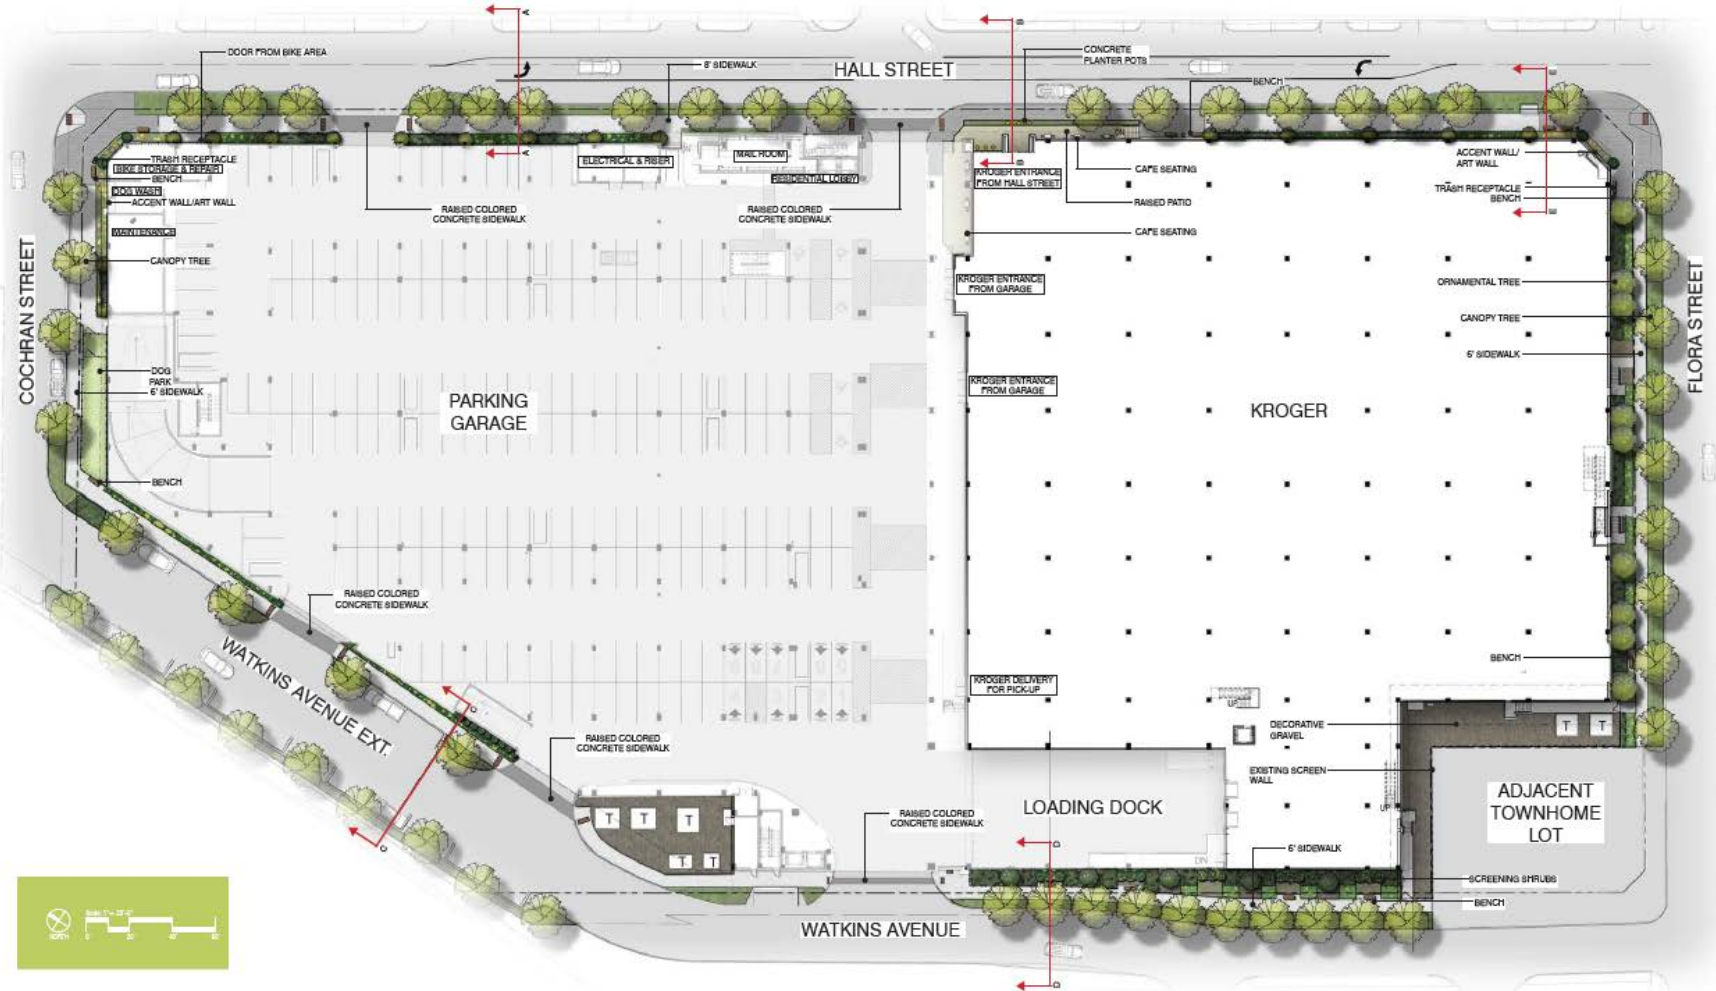 DOOR FROM BIKE AREA
8' SIDEWALK
HALL STREET
CONCRETE
PLANTER POTS
BENCH
TRASH RECEPTACLE
BIKE STORAGE & REPAIR
BENCH
DOG WASH
ACCENT WALL/ART WALL
MAINTENANCE
CANOPY TREE
COCHRAN STREET
DOG
PARK
6' SIDEWALK
BENCH
RAISED COLORED
CONCRETE SIDEWALK
ELECTRICAL & RISER
MAIL ROOM
RESIDENTIAL LOBBY
RAISED COLORED
CONCRETE SIDEWALK
DN
KROGER ENTRANCE
FROM HALL STREET
CAFE SEATING
RAISED PATIO
CAFE SEATING
KROGER ENTRANCE
FROM GARAGE
KROGER ENTRANCE
FROM GARAGE
ACCENT WALL/
ART WALL
TRASH RECEPTACLE
BENCH
ORNAMENTAL TREE
CANOPY TREE
6' SIDEWALK
FLORA STREET
PARKING
GARAGE
KROGER
RAISED COLORED
CONCRETE SIDEWALK
WATKINS AVENUE EXT.
BENCH
KROGER DELIVERY
FOR PICK-UP
UP
DECORATIVE
GRAVEL
T T
RAISED COLORED
CONCRETE SIDEWALK
EXISTING SCREEN
WALL
UP
ADJACENT
TOWNHOME
LOT
LOADING DOCK
RAISED COLORED
CONCRETE SIDEWALK
T T T
T T
DN
6' SIDEWALK
SCREENING SHRUBS
BENCH
WATKINS AVENUE
NORTH